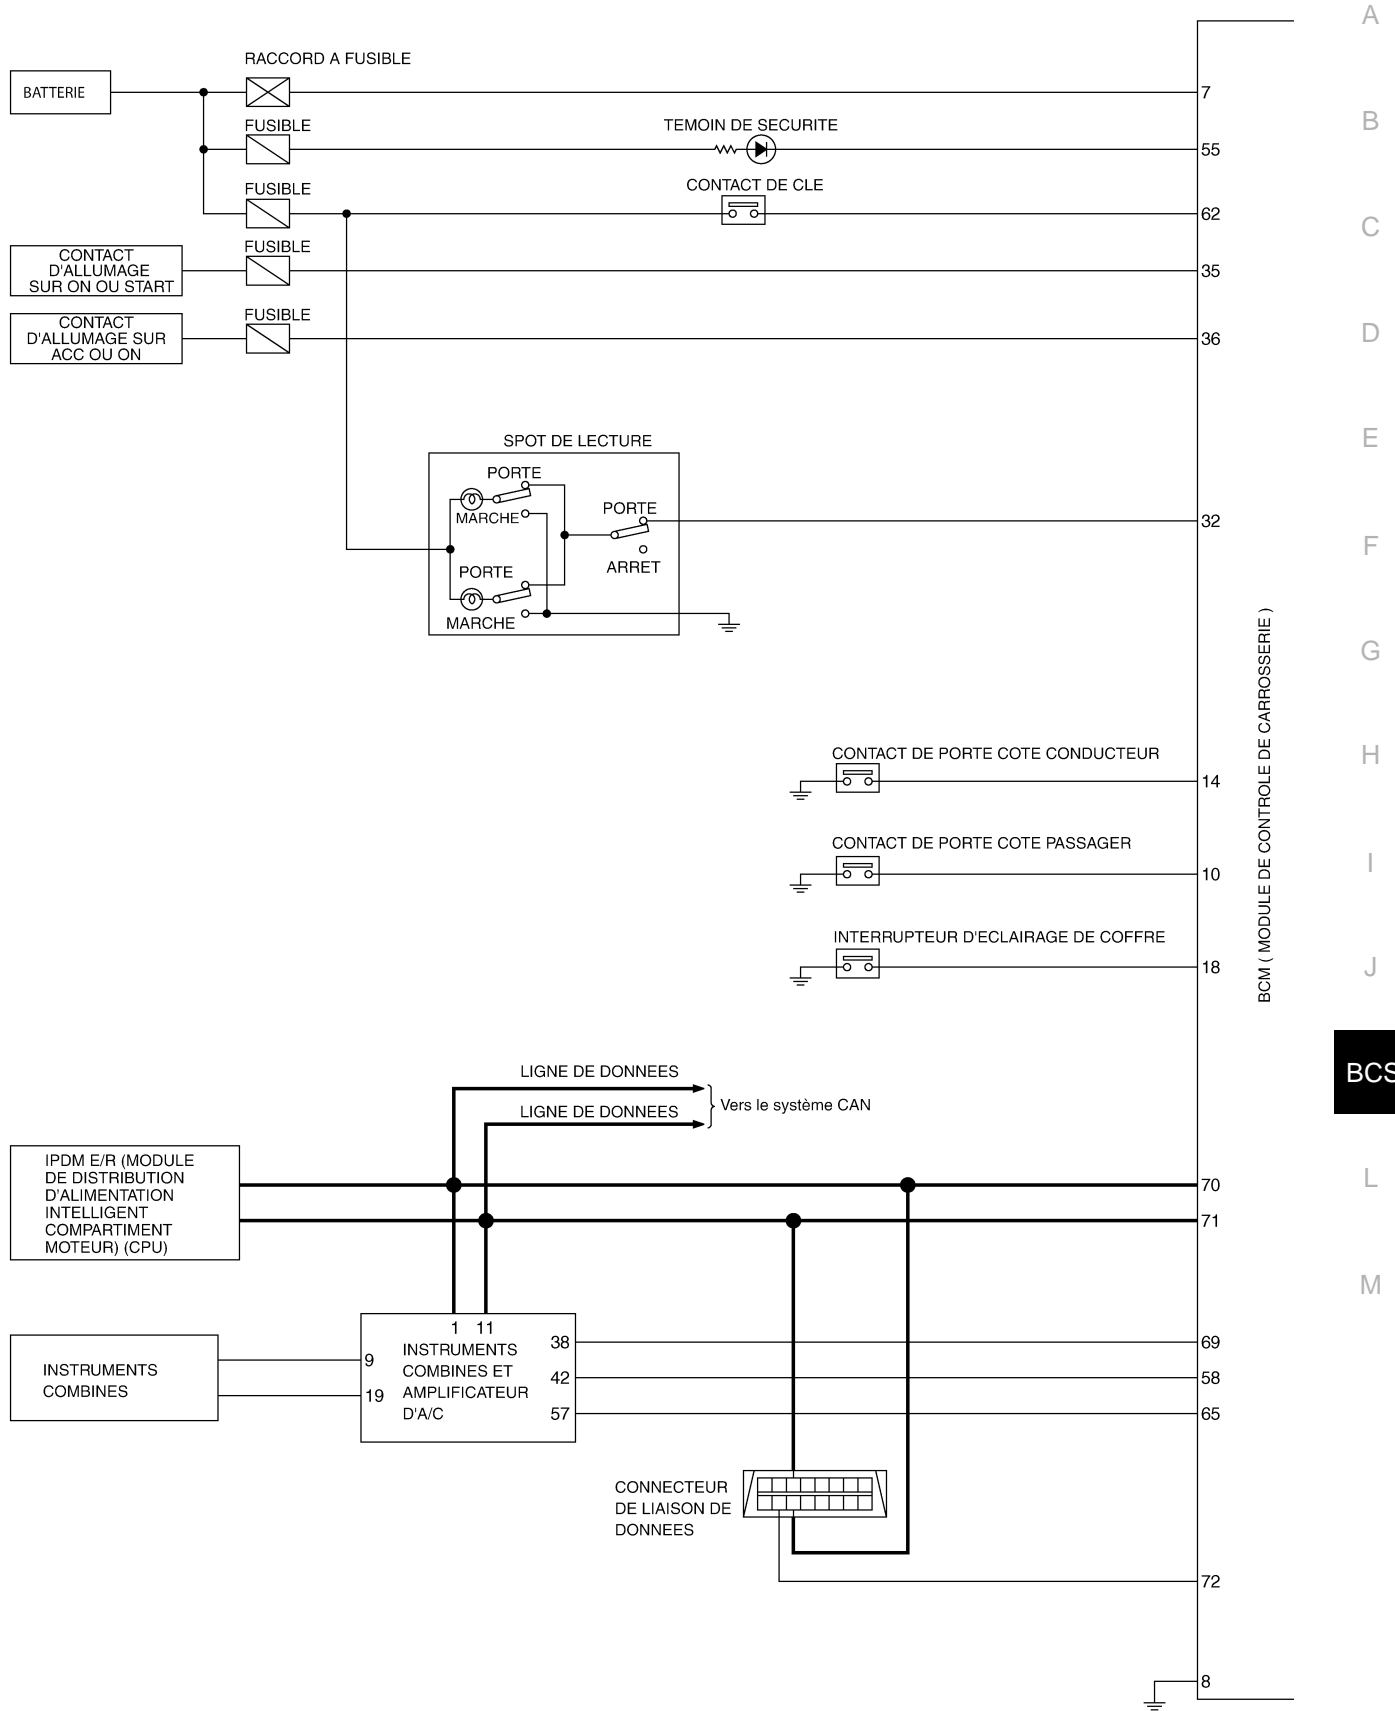 A
RACCORD A FUSIBLE
BATTERIE
7
B
FUSIBLE
TEMOIN DE SECURITE
55
FUSIBLE
CONTACT DE CLE
62
C
FUSIBLE
CONTACT
D'ALLUMAGE
SUR ON OU START
35
FUSIBLE
CONTACT
D'ALLUMAGE SUR
ACC OU ON
36
D
E
SPOT DE LECTURE
PORTE
MARCHE
PORTE
ARRET
32
PORTE
MARCHE
F
G
BCM ( MODULE DE CONTROLE DE CARROSSERIE )
H
CONTACT DE PORTE COTE CONDUCTEUR
14
CONTACT DE PORTE COTE PASSAGER
10
I
INTERRUPTEUR D'ECLAIRAGE DE COFFRE
18
J
BCS
LIGNE DE DONNEES
LIGNE DE DONNEES
Vers le système CAN
IPDM E/R (MODULE
DE DISTRIBUTION
D'ALIMENTATION
INTELLIGENT
COMPARTIMENT
MOTEUR) (CPU)
70
71
L
M
1 11
INSTRUMENTS
COMBINES
9
19
INSTRUMENTS
COMBINES ET
AMPLIFICATEUR
D'A/C
38
42
57
69
58
65
CONNECTEUR
DE LIAISON DE
DONNEES
72
8